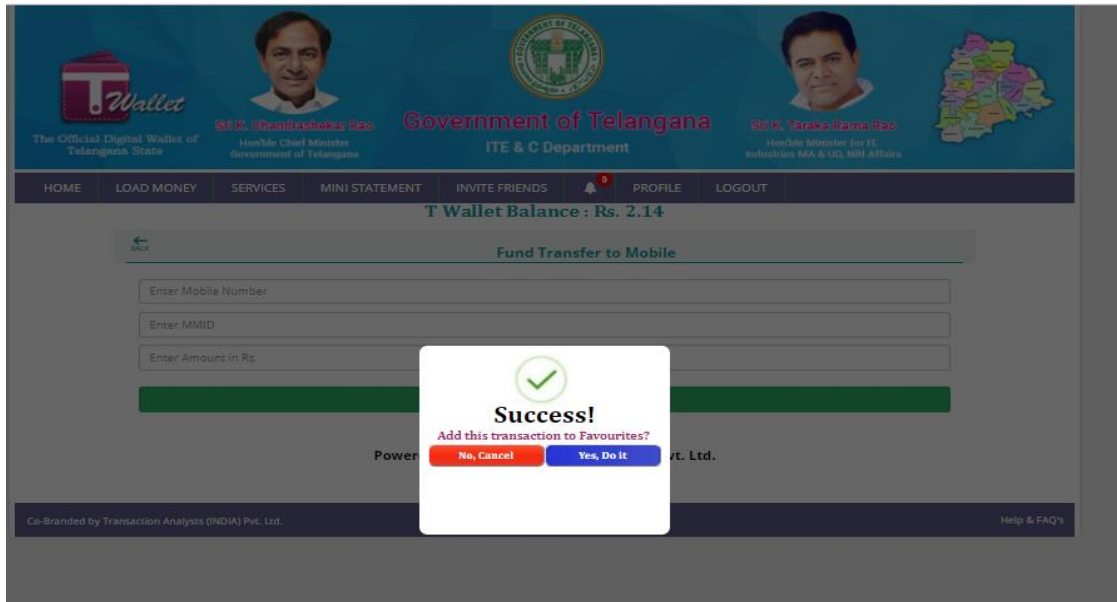 T Wallet
The Official Digital Wallet of
Telangana State
Sri K. Chandrashekar Rao
Hon'ble Chief Minister
Government of Telangana
GOVERNMENT OF TELANGANA
Government of Telangana
ITE & C Department
Sri K. Taraka Rama Rao
Hon'ble Minister for IT,
Industries MA & UD, NRI Affairs
HOME LOAD MONEY SERVICES MINI STATEMENT INVITE FRIENDS PROFILE LOGOUT
T Wallet Balance : Rs. 2.14
BACK
Fund Transfer to Mobile
Enter Mobile Number
Enter MMID
Enter Amount in Rs.
Success!
Add this transaction to Favourites?
No, Cancel Yes, Do it
Power vt. Ltd.
Co-Branded by Transaction Analysts (INDIA) Pvt. Ltd. Help & FAQ's